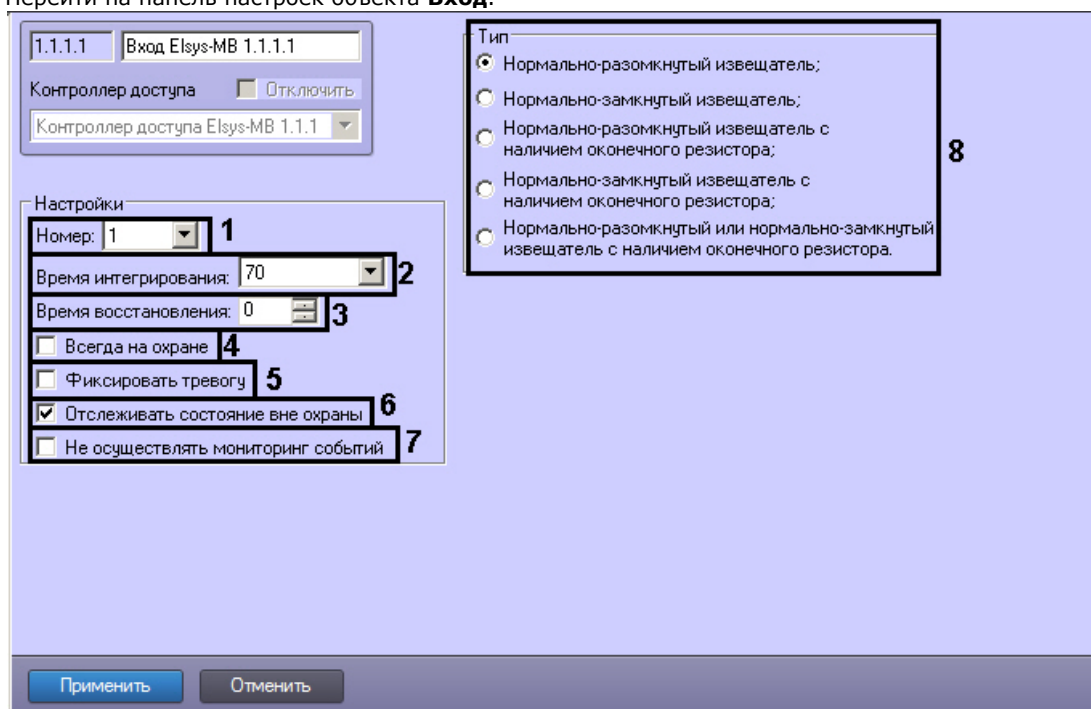 Перейти на панель настроек объекта Вход.
1.1.1.1 Вход Elsys-MB 1.1.1.1
Контроллер доступа Отключить
Контроллер доступа Elsys-MB 1.1.1
Настройки
Номер: 1 1
Время интегрирования: 70 2
Время восстановления: 0 3
Всегда на охране 4
Фиксировать тревогу 5
Отслеживать состояние вне охраны 6
Не осуществлять мониторинг событий 7
Тип
Нормально-разомкнутый извещатель;
Нормально-замкнутый извещатель;
Нормально-разомкнутый извещатель с
наличием оконечного резистора;
Нормально-замкнутый извещатель с
наличием оконечного резистора;
Нормально-разомкнутый или нормально-замкнутый
извещатель с наличием оконечного резистора.
8
Применить Отменить